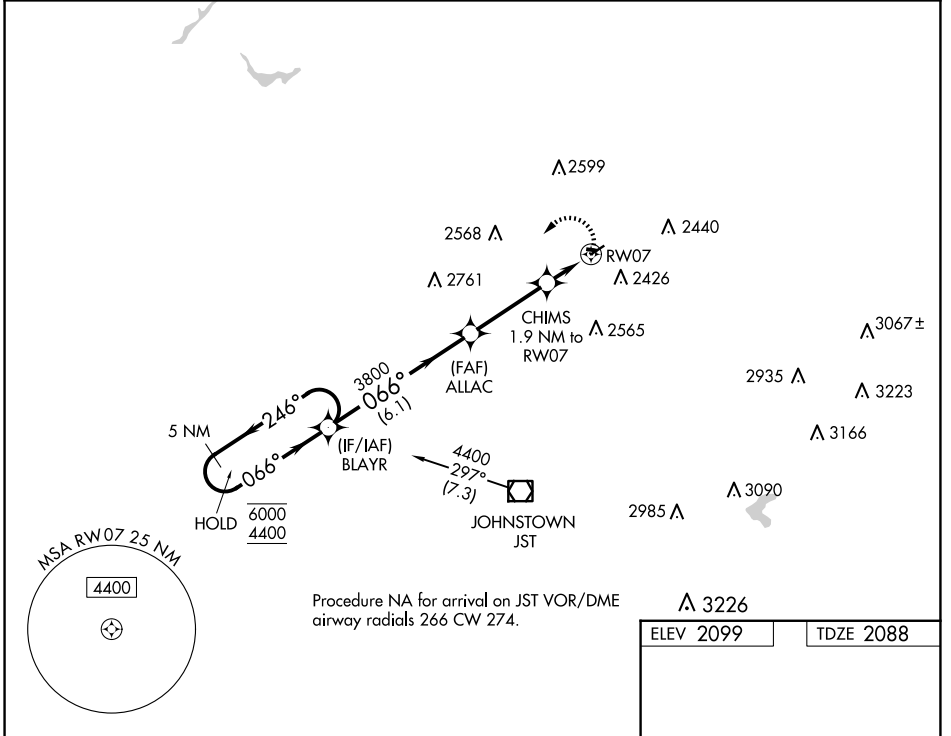 2599
2568
2440
RW07
2761
2426
CHIMS
1.9 NM to
RW07
2565
3067±
(FAF)
ALLAC
3800
066°
(6.1)
2935
3223
246°
5 NM
3166
(IF/IAF)
BLAYR
066°
4400
297°
(7.3)
HOLD
6000
4400
JOHNSTOWN
JST
3090
2985
MSA RW07 25 NM
4400
Procedure NA for arrival on JST VOR/DME
airway radials 266 CW 274.
3226
ELEV 2099
TDZE 2088